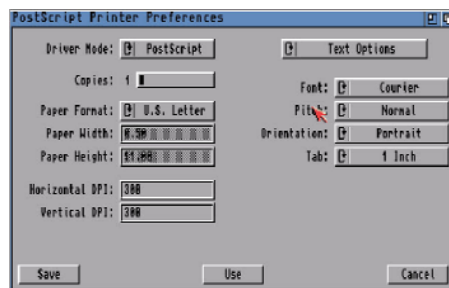 PostScript Printer Preferences
Driver Mode: PostScript
Text Options
Copies: 1
Font: Courier
Paper Format: U.S. Letter
Pitch: Normal
Paper Width: 8.50
Orientation: Portrait
Paper Height: 11.00
Tab: 1 Inch
Horizontal DPI: 300
Vertical DPI: 300
Save
Use
Cancel